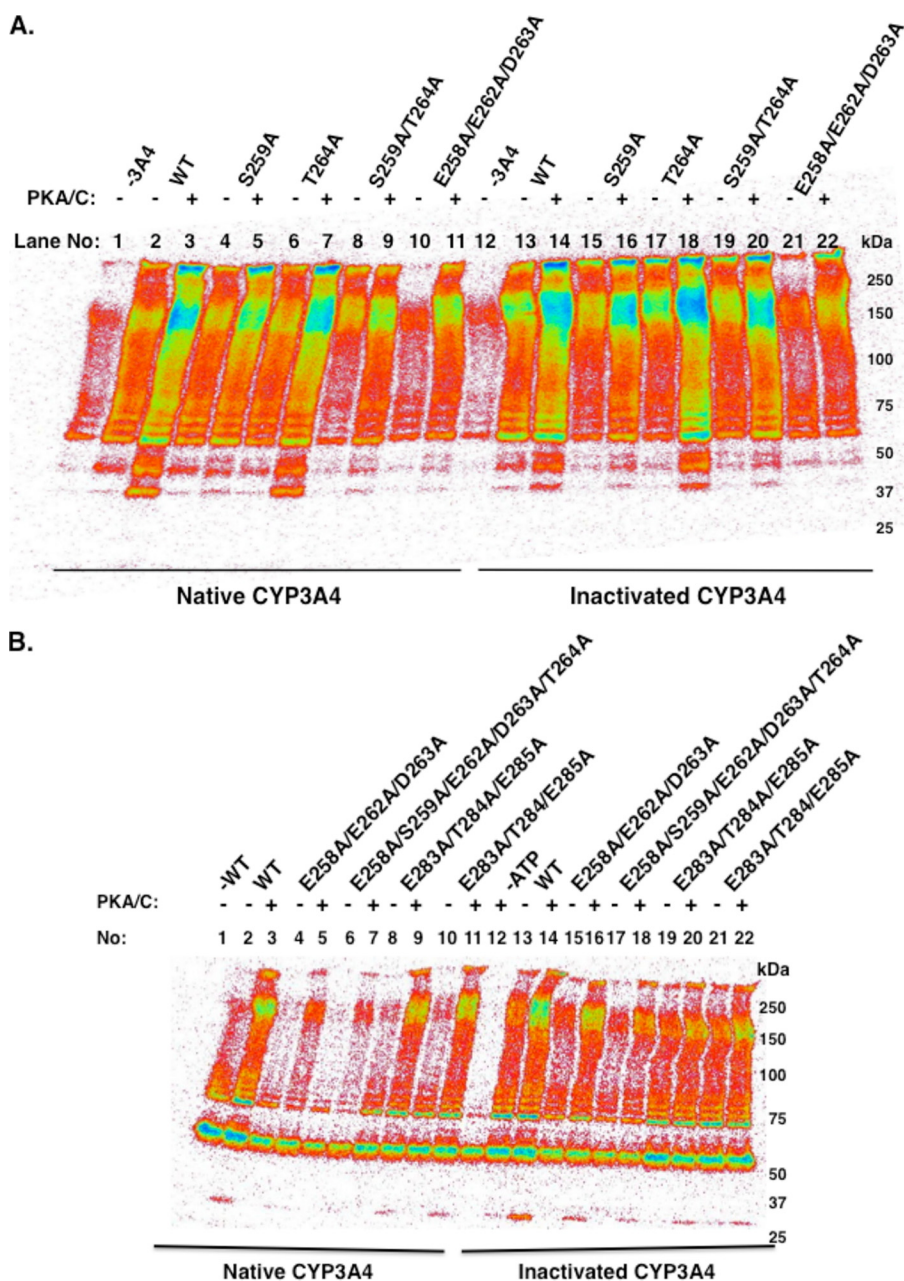 A.
-3A4 WT S259A T264A S259A/T264A E258A/E262A/D263A -3A4 WT S259A T264A S259A/T264A E258A/E262A/D263A
PKA/C: - - + - + - + - + - + - - + - + - + - + - +
Lane No: 1 2 3 4 5 6 7 8 9 10 11 12 13 14 15 16 17 18 19 20 21 22 kDa
250
150
100
75
50
37
25
Native CYP3A4 Inactivated CYP3A4
B.
-WT WT E258A/E262A/D263A E258A/S259A/E262A/D263A/T264A E283A/T284A/E285A E283A/T284/E285A -ATP WT E258A/E262A/D263A E258A/S259A/E262A/D263A/T264A E283A/T284A/E285A E283A/T284/E285A
PKA/C: - - + - + - + - + - + + - + - + - + - + - +
No: 1 2 3 4 5 6 7 8 9 10 11 12 13 14 15 16 17 18 19 20 21 22
kDa
250
150
100
75
50
37
25
Native CYP3A4 Inactivated CYP3A4